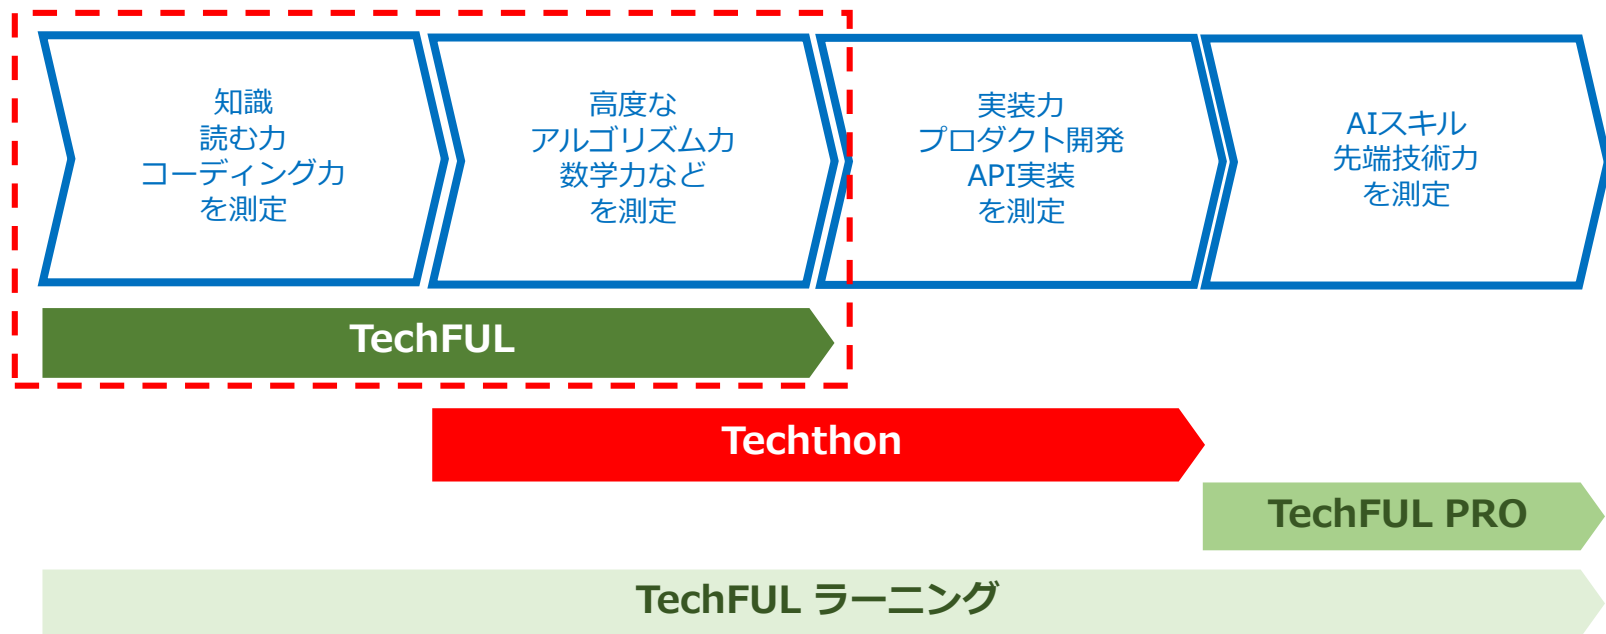 知識
読む力
コーディング力
を測定
高度な
アルゴリズム力
数学力など
を測定
実装力
プロダクト開発
API実装
を測定
AIスキル
先端技術力
を測定
TechFUL
Techthon
TechFUL PRO
TechFUL ラーニング